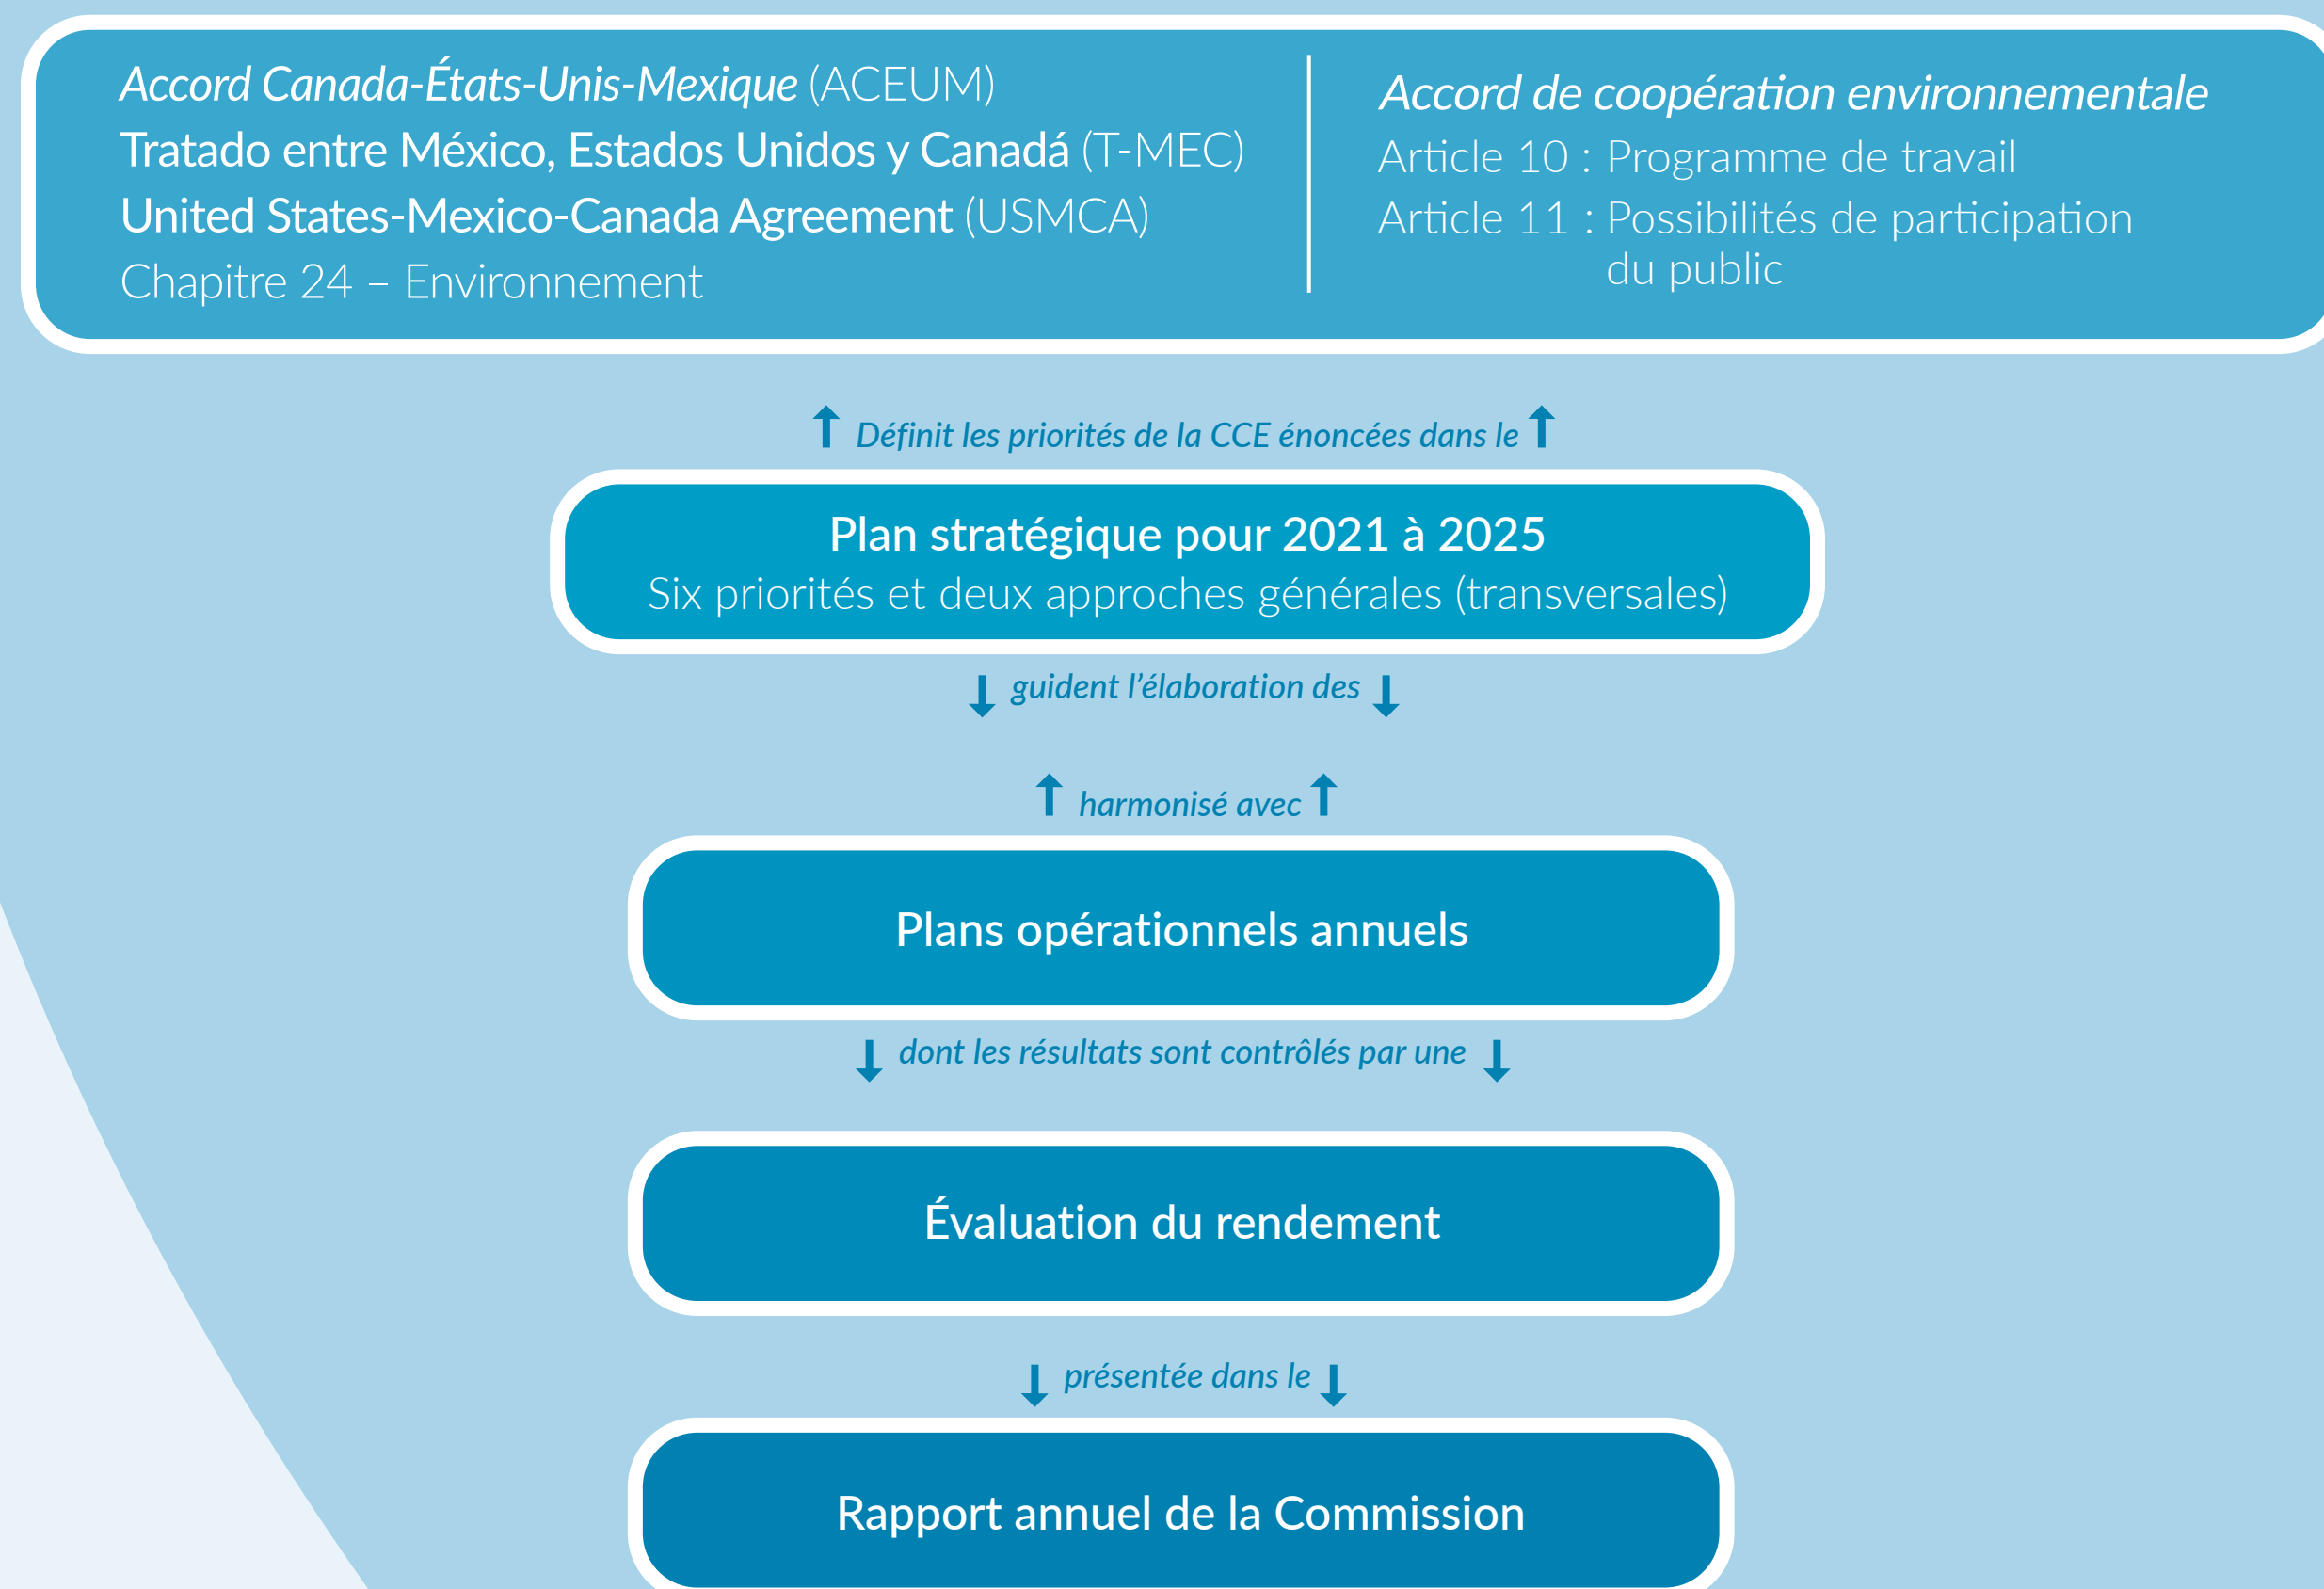 Accord Canada-États-Unis-Mexique (ACEUM)
Tratado entre México, Estados Unidos y Canadá (T-MEC)
United States-Mexico-Canada Agreement (USMCA)
Chapitre 24 – Environnement
Accord de coopération environnementale
Article 10 : Programme de travail
Article 11 : Possibilités de participation
du public
Définit les priorités de la CCE énoncées dans le
Plan stratégique pour 2021 à 2025
Six priorités et deux approches générales (transversales)
guident l’élaboration des
harmonisé avec
Plans opérationnels annuels
dont les résultats sont contrôlés par une
Évaluation du rendement
présentée dans le
Rapport annuel de la Commission